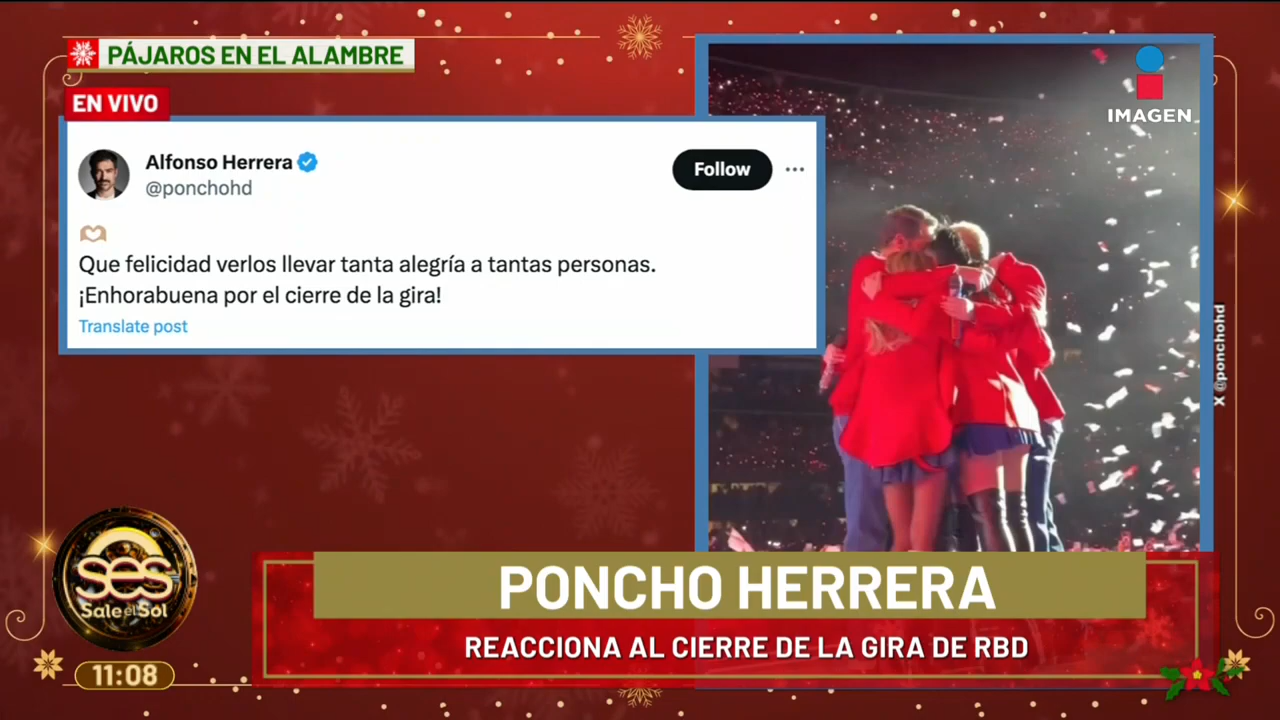 PÁJAROS EN EL ALAMBRE
EN VIVO
IMAGEN
Alfonso Herrera
@ponchohd
Follow
Que felicidad verlos llevar tanta alegría a tantas personas.
¡Enhorabuena por el cierre de la gira!
Translate post
X @ponchohd
ses
Sale el Sol
11:08
PONCHO HERRERA
REACCIONA AL CIERRE DE LA GIRA DE RBD